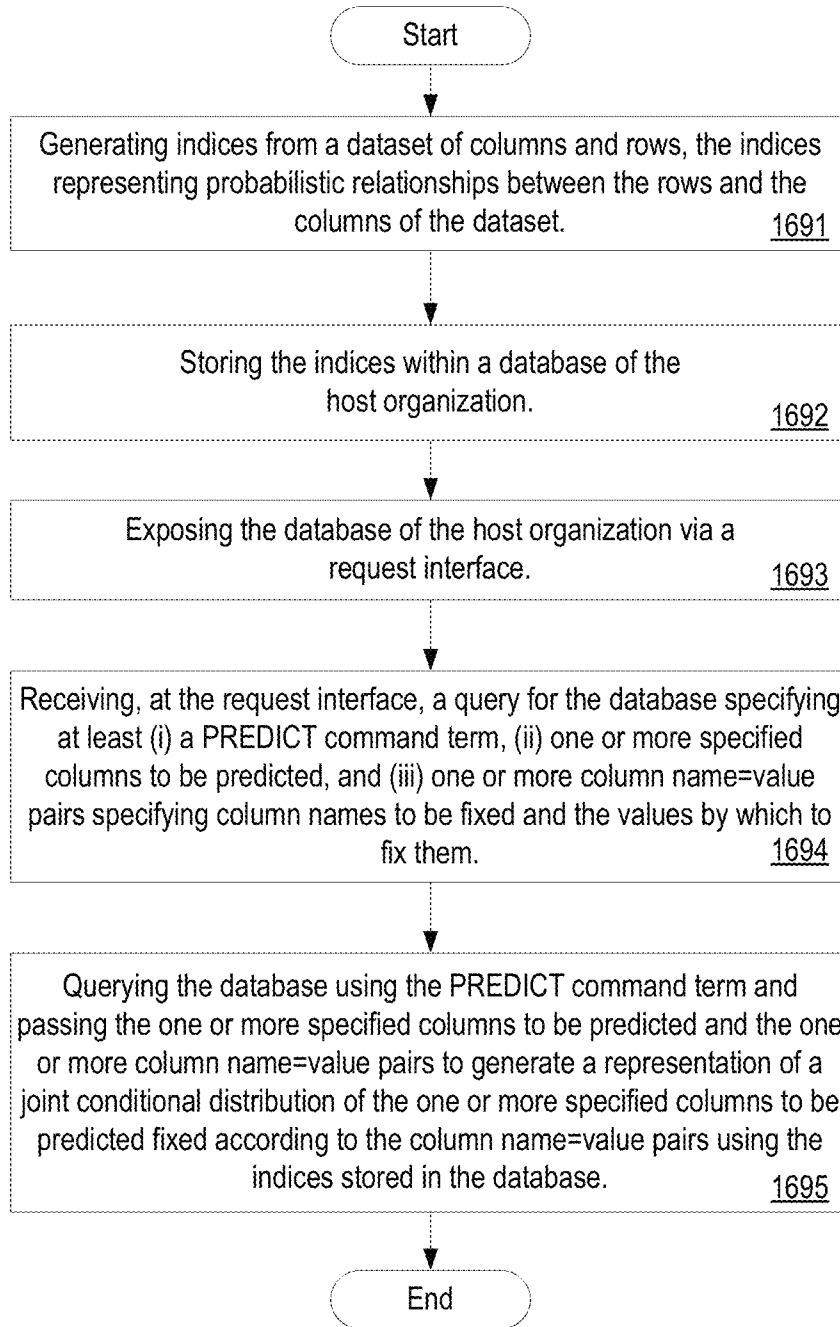 Start
Generating indices from a dataset of columns and rows, the indices
representing probabilistic relationships between the rows and the
columns of the dataset.
1691
Storing the indices within a database of the
host organization.
1692
Exposing the database of the host organization via a
request interface.
1693
Receiving, at the request interface, a query for the database specifying
at least (i) a PREDICT command term, (ii) one or more specified
columns to be predicted, and (iii) one or more column name=value
pairs specifying column names to be fixed and the values by which to
fix them.
1694
Querying the database using the PREDICT command term and
passing the one or more specified columns to be predicted and the one
or more column name=value pairs to generate a representation of a
joint conditional distribution of the one or more specified columns to be
predicted fixed according to the column name=value pairs using the
indices stored in the database.
1695
End